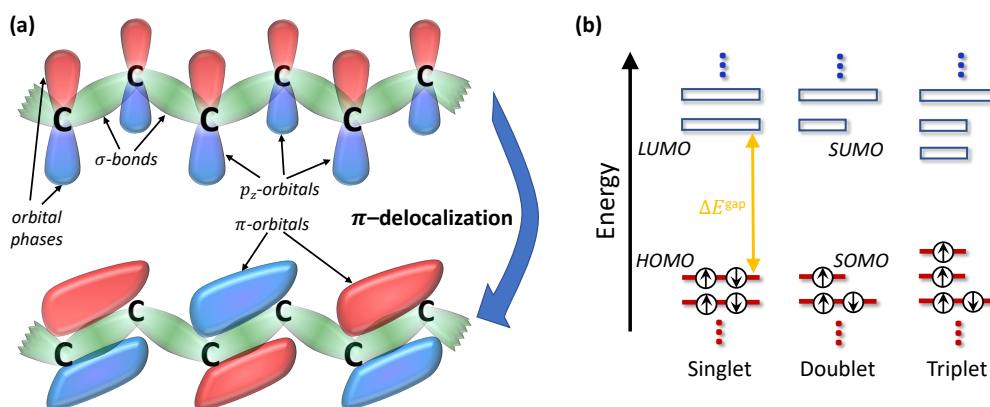 (a)
C C C
C C C
σ-bonds
p_z-orbitals
orbital
phases
π-orbitals
π–delocalization
C C C
C C C
(b)
Energy
LUMO
SUMO
ΔE^gap
HOMO
SOMO
Singlet
Doublet
Triplet